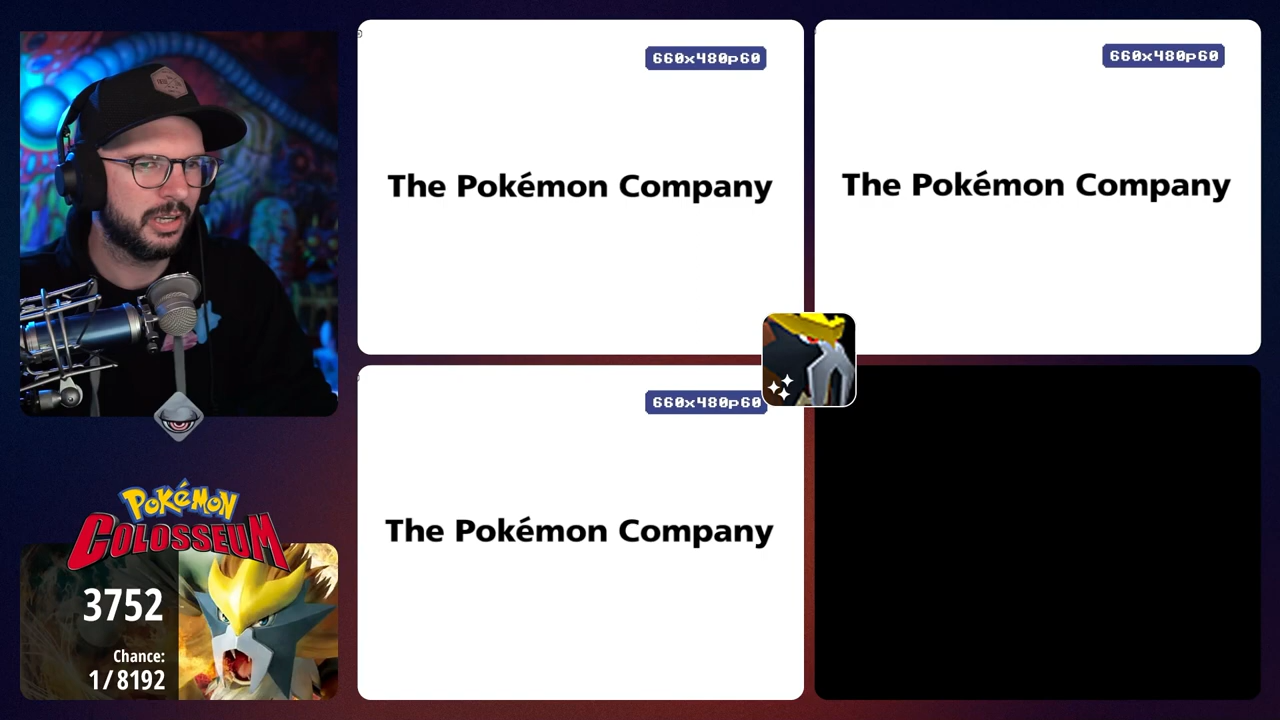 660x480p60
The Pokémon Company
660x480p60
The Pokémon Company
660x480p60
The Pokémon Company
POKéMON
COLOSSEUM
3752
Chance:
1/8192